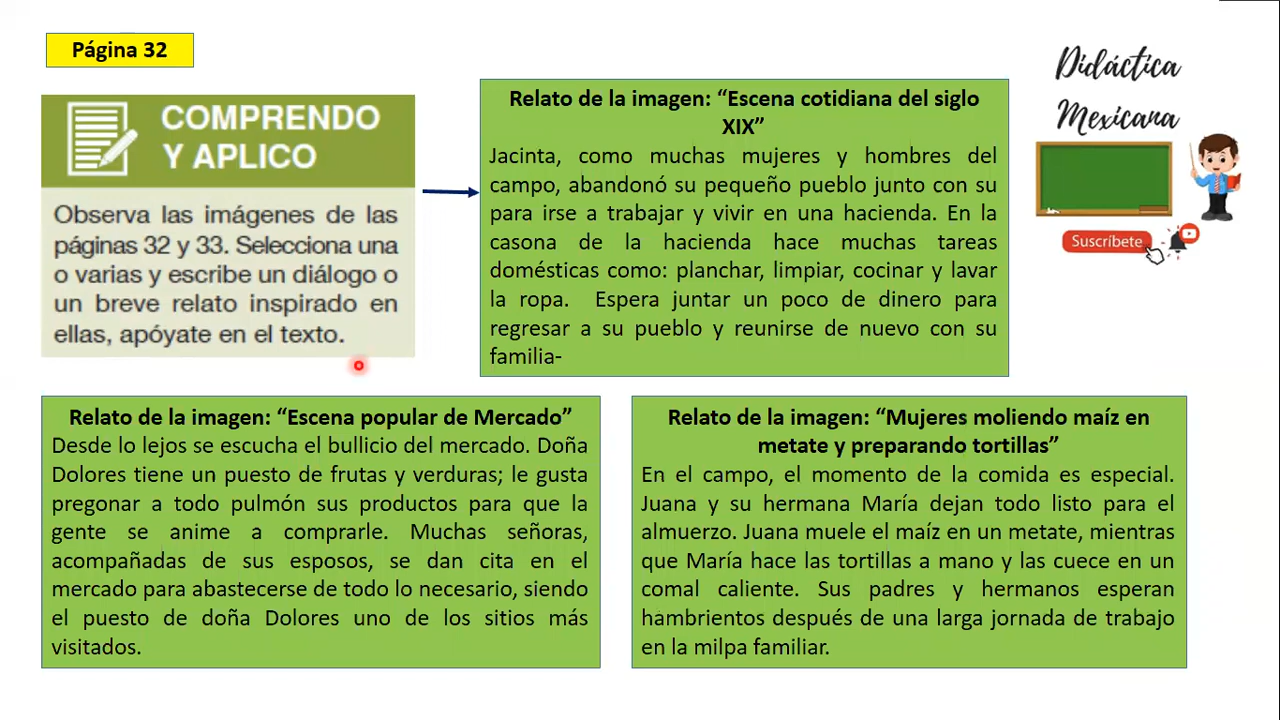 Página 32
COMPRENDO
Y APLICO
Observa las imágenes de las
páginas 32 y 33. Selecciona una
o varias y escribe un diálogo o
un breve relato inspirado en
ellas, apóyate en el texto.
Relato de la imagen: “Escena cotidiana del siglo
XIX”
Jacinta, como muchas mujeres y hombres del
campo, abandonó su pequeño pueblo junto con su
para irse a trabajar y vivir en una hacienda. En la
casona de la hacienda hace muchas tareas
domésticas como: planchar, limpiar, cocinar y lavar
la ropa. Espera juntar un poco de dinero para
regresar a su pueblo y reunirse de nuevo con su
familia-
Didáctica
Mexicana
Suscríbete
Relato de la imagen: “Escena popular de Mercado”
Desde lo lejos se escucha el bullicio del mercado. Doña
Dolores tiene un puesto de frutas y verduras; le gusta
pregonar a todo pulmón sus productos para que la
gente se anime a comprarle. Muchas señoras,
acompañadas de sus esposos, se dan cita en el
mercado para abastecerse de todo lo necesario, siendo
el puesto de doña Dolores uno de los sitios más
visitados.
Relato de la imagen: “Mujeres moliendo maíz en
metate y preparando tortillas”
En el campo, el momento de la comida es especial.
Juana y su hermana María dejan todo listo para el
almuerzo. Juana muele el maíz en un metate, mientras
que María hace las tortillas a mano y las cuece en un
comal caliente. Sus padres y hermanos esperan
hambrientos después de una larga jornada de trabajo
en la milpa familiar.